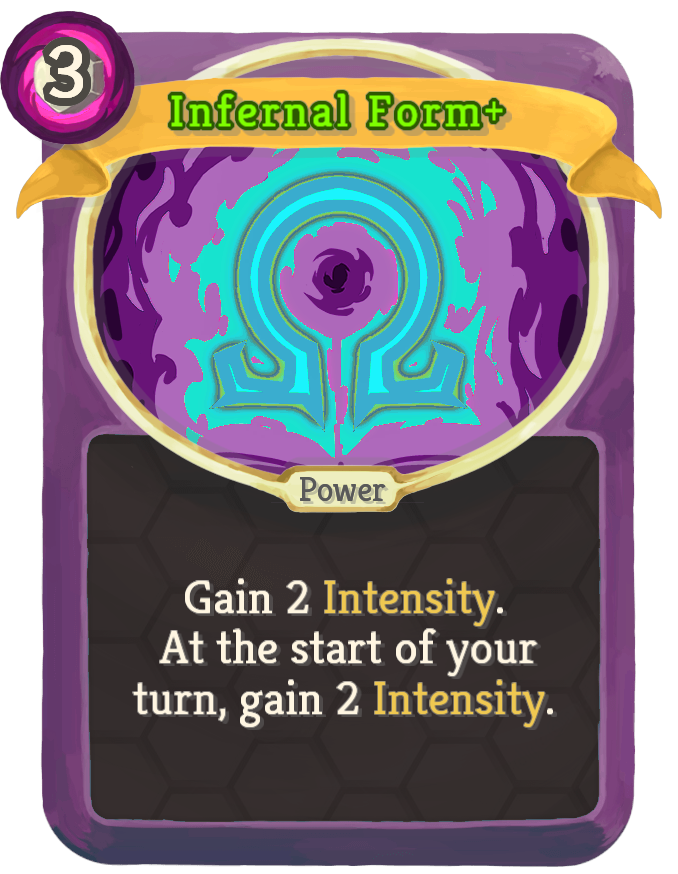 3
Infernal Form+
Power
Gain 2 Intensity.
At the start of your
turn, gain 2 Intensity.